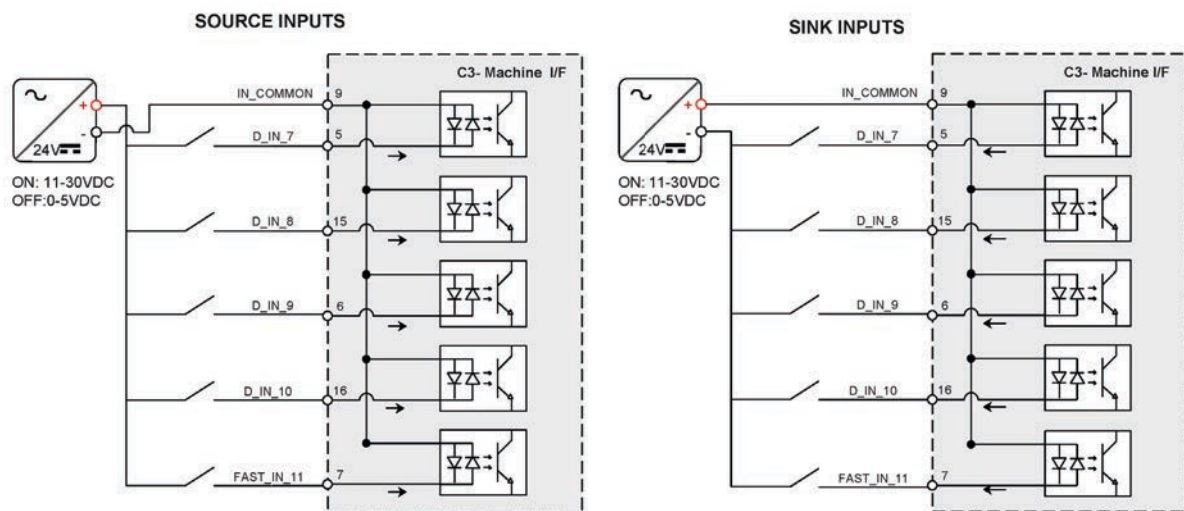 SOURCE INPUTS
C3- Machine I/F
+
-
24V
ON: 11-30VDC
OFF:0-5VDC
IN_COMMON 9
D_IN_7 5
D_IN_8 15
D_IN_9 6
D_IN_10 16
FAST_IN_11 7
SINK INPUTS
C3- Machine I/F
+
-
24V
ON: 11-30VDC
OFF:0-5VDC
IN_COMMON 9
D_IN_7 5
D_IN_8 15
D_IN_9 6
D_IN_10 16
FAST_IN_11 7